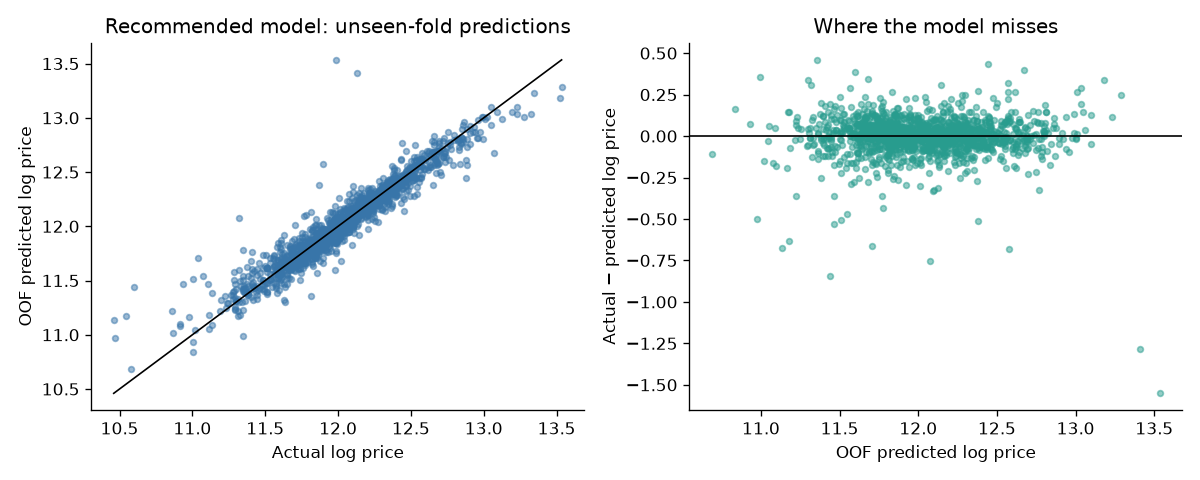 Recommended model: unseen-fold predictions
13.5
13.0
12.5
12.0
11.5
11.0
10.5
OOF predicted log price
10.5 11.0 11.5 12.0 12.5 13.0 13.5
Actual log price
Where the model misses
0.50
0.25
0.00
−0.25
−0.50
−0.75
−1.00
−1.25
−1.50
Actual − predicted log price
11.0 11.5 12.0 12.5 13.0 13.5
OOF predicted log price